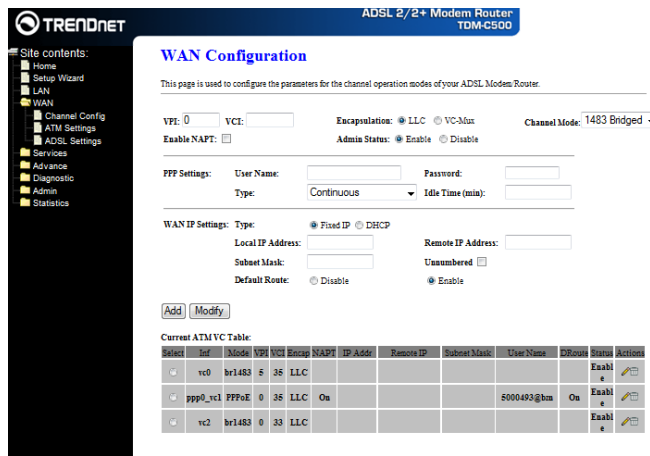 TRENDNET
ADSL 2/2+ Modem Router
TDM-C500
Site contents:
Home
Setup Wizard
LAN
WAN
Channel Config
ATM Settings
ADSL Settings
Services
Advance
Diagnostic
Admin
Statistics
WAN Configuration
This page is used to configure the parameters for the channel operation modes of your ADSL Modem/Router.
VPI: 0 VCI: Encapsulation: LLC VC-Mux Channel Mode: 1483 Bridged
Enable NAPT: Admin Status: Enable Disable
PPP Settings: User Name: Password:
Type: Continuous Idle Time (min):
WAN IP Settings: Type: Fixed IP DHCP
Local IP Address: Remote IP Address:
Subnet Mask: Unnumbered
Default Route: Disable Enable
Add Modify
Current ATM VC Table:
Select Inf Mode VPI VCI Encap NAPT IP Addr Remote IP Subnet Mask User Name DRoute Status Actions
vc0 br1483 5 35 LLC Enable
ppp0_vc1 PPPoE 0 35 LLC On 5000493@bm On Enable
vc2 br1483 0 33 LLC Enable